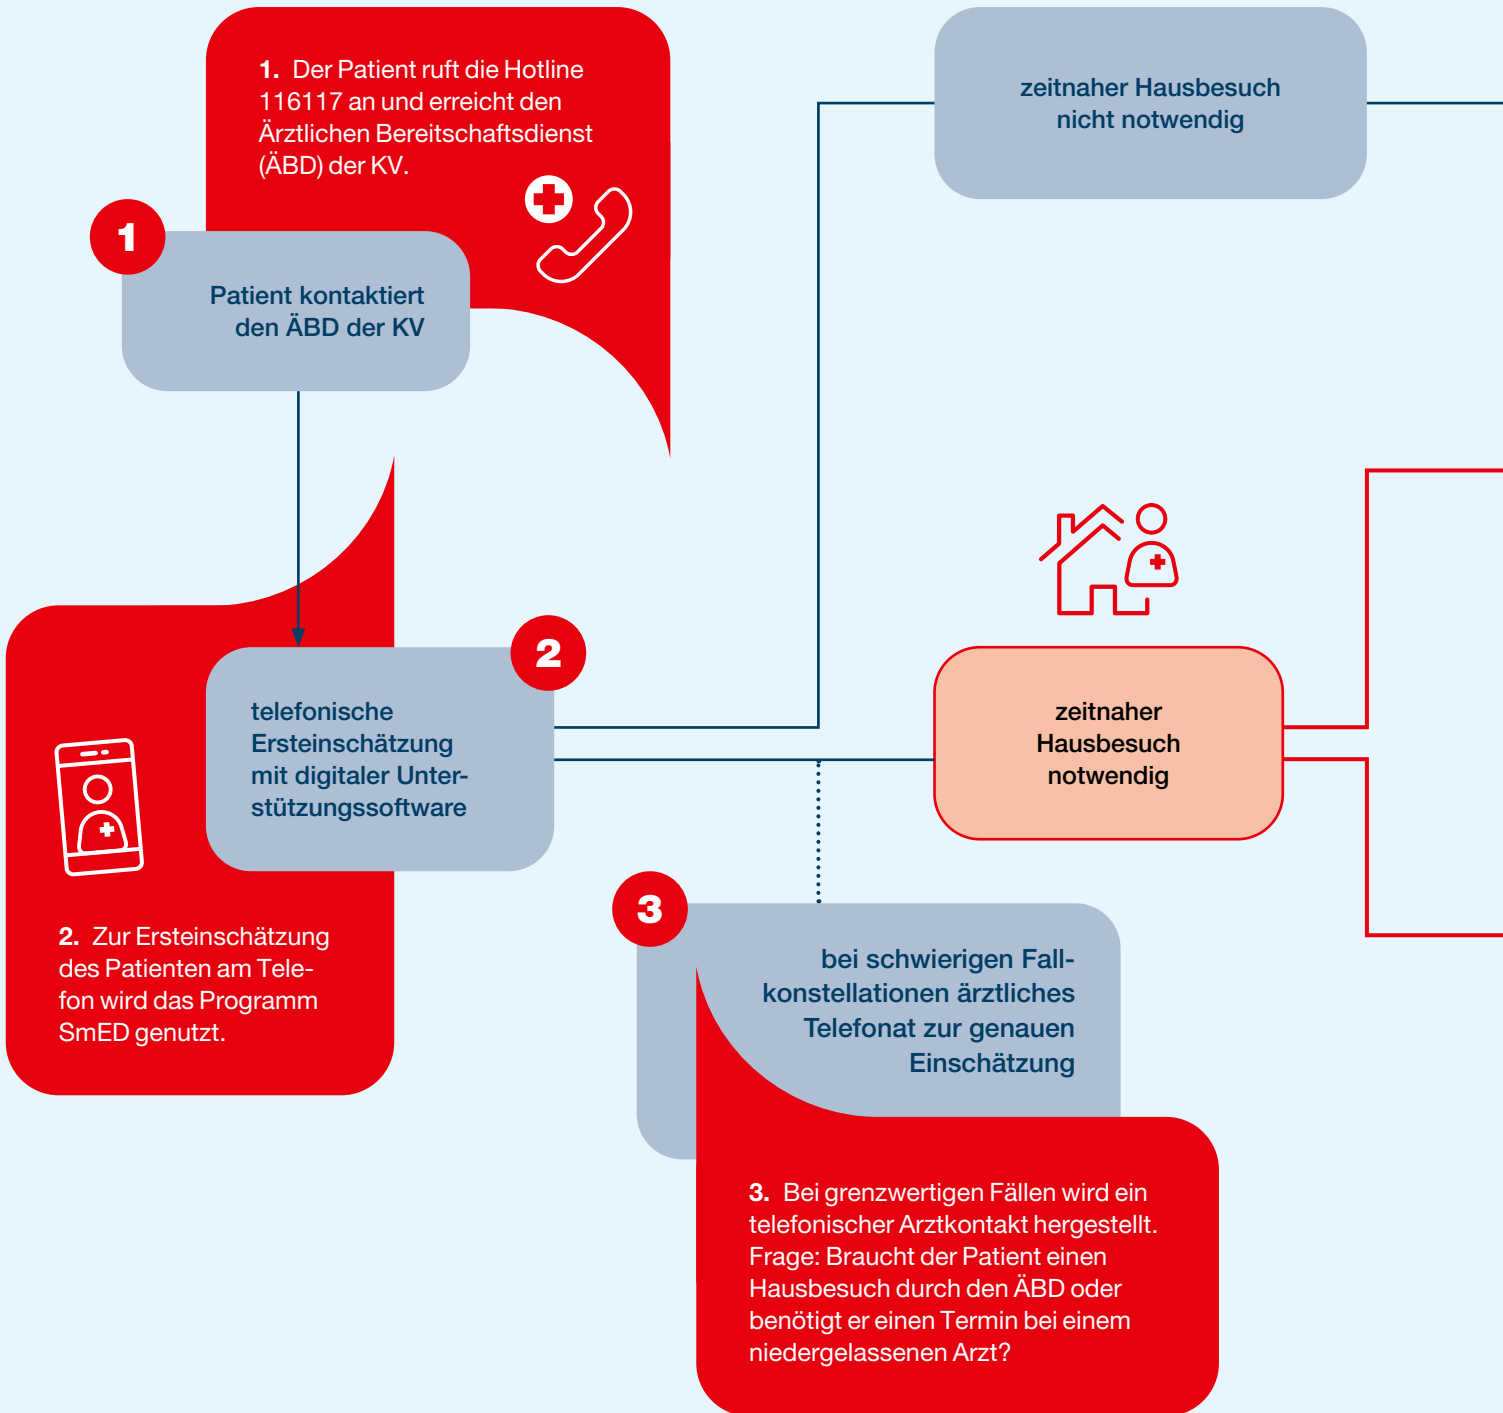 1. Der Patient ruft die Hotline
116117 an und erreicht den
Ärztlichen Bereitschaftsdienst
(ÄBD) der KV.
1
Patient kontaktiert
den ÄBD der KV
zeitnaher Hausbesuch
nicht notwendig
2
telefonische
Ersteinschätzung
mit digitaler Unter-
stützungssoftware
2. Zur Ersteinschätzung
des Patienten am Tele-
fon wird das Programm
SmED genutzt.
zeitnaher
Hausbesuch
notwendig
3
bei schwierigen Fall-
konstellationen ärztliches
Telefonat zur genauen
Einschätzung
3. Bei grenzwertigen Fällen wird ein
telefonischer Arztkontakt hergestellt.
Frage: Braucht der Patient einen
Hausbesuch durch den ÄBD oder
benötigt er einen Termin bei einem
niedergelassenen Arzt?